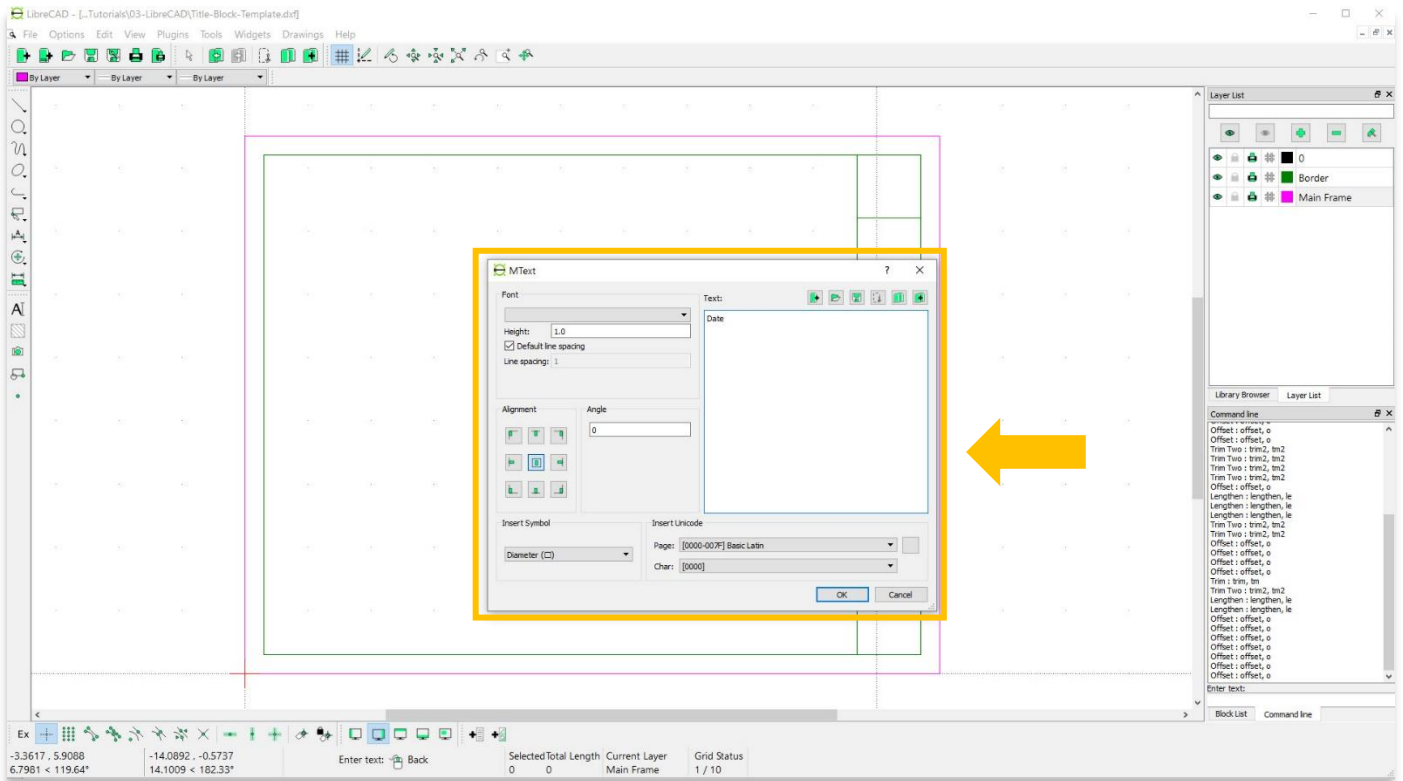 LibreCAD - [...Tutorials\03-LibreCAD\Title-Block-Template.dxf]
File Options Edit View Plugins Tools Widgets Drawings Help
By Layer By Layer By Layer
Layer List
0
Border
Main Frame
MText ?
Font
Text:
Date
Height: 1.0
Default line spacing
Line spacing: 1
Alignment Angle
0
Insert Symbol Insert Unicode
Diameter (□)
Page: [0000-007F] Basic Latin
Char: [0000]
OK Cancel
Library Browser Layer List
Command line
Offset : offset, o
Offset : offset, o
Trim Two : trim2, tm2
Trim Two : trim2, tm2
Trim Two : trim2, tm2
Trim Two : trim2, tm2
Offset : offset, o
Lengthen : lengthen, le
Lengthen : lengthen, le
Lengthen : lengthen, le
Trim Two : trim2, tm2
Trim Two : trim2, tm2
Offset : offset, o
Offset : offset, o
Offset : offset, o
Offset : offset, o
Trim : trim, tm
Trim Two : trim2, tm2
Lengthen : lengthen, le
Lengthen : lengthen, le
Offset : offset, o
Offset : offset, o
Offset : offset, o
Offset : offset, o
Offset : offset, o
Offset : offset, o
Offset : offset, o
Enter text:
Block List Command line
Ex
-3.3617 , 5.9088 -14.0892 , -0.5737 Enter text: Back Selected Total Length Current Layer Grid Status
6.7981 < 119.64° 14.1009 < 182.33° 0 0 Main Frame 1 / 10